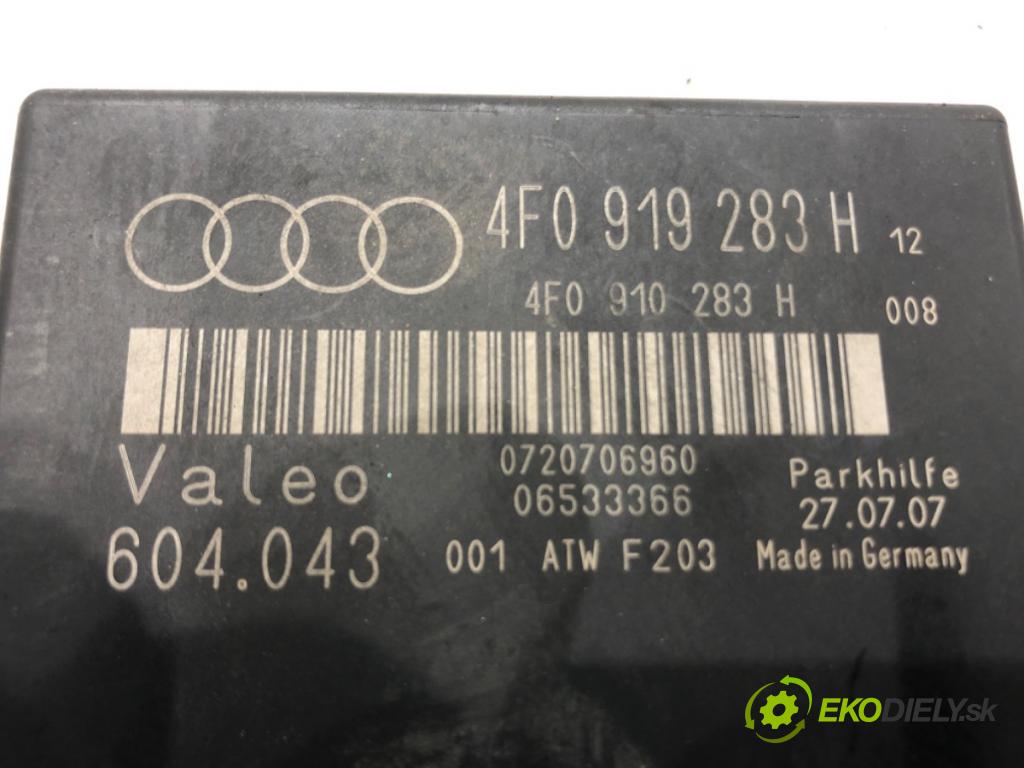 4F0 919 283 H 12
4F0 910 283 H 008
Valeo 0720706960 Parkhilfe
06533366 27.07.07
604.043 001 ATW F203 Made in Germany
EKODIELY.sk